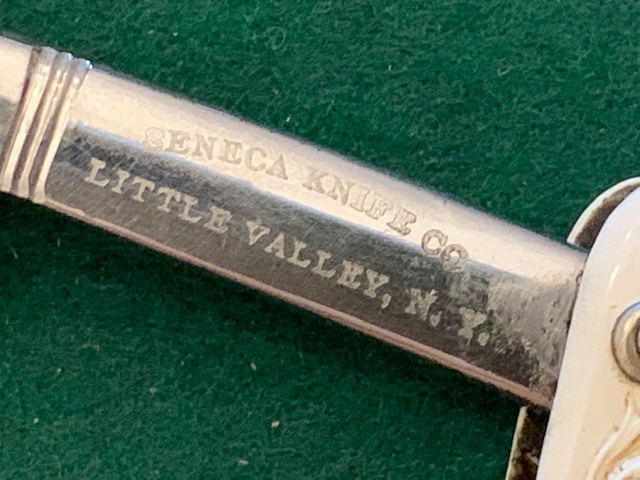 SENECA KNIFE CO.
LITTLE VALLEY, N. Y.